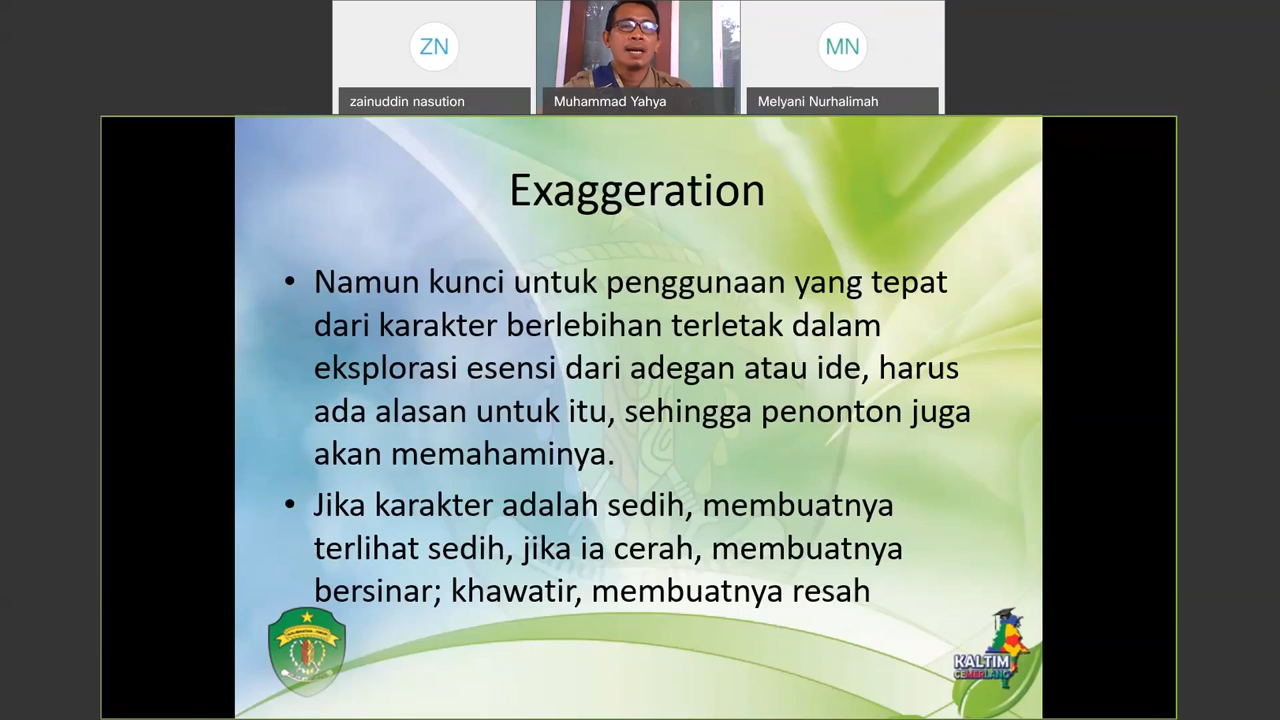 ZN
MN
zainuddin nasution
Muhammad Yahya
Melyani Nurhalimah
Exaggeration
• Namun kunci untuk penggunaan yang tepat
dari karakter berlebihan terletak dalam
eksplorasi esensi dari adegan atau ide, harus
ada alasan untuk itu, sehingga penonton juga
akan memahaminya.
• Jika karakter adalah sedih, membuatnya
terlihat sedih, jika ia cerah, membuatnya
bersinar; khawatir, membuatnya resah
KALTIM
CEMERLANG